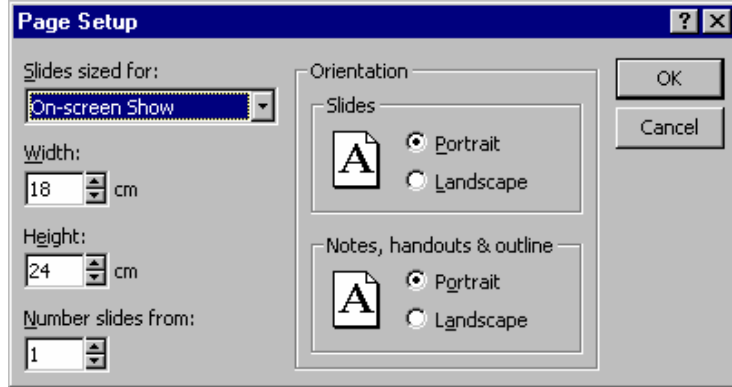 Page Setup
Slides sized for:
On-screen Show
Width:
18 cm
Height:
24 cm
Number slides from:
1
Orientation
Slides
A
Portrait
Landscape
Notes, handouts & outline
A
Portrait
Landscape
OK
Cancel